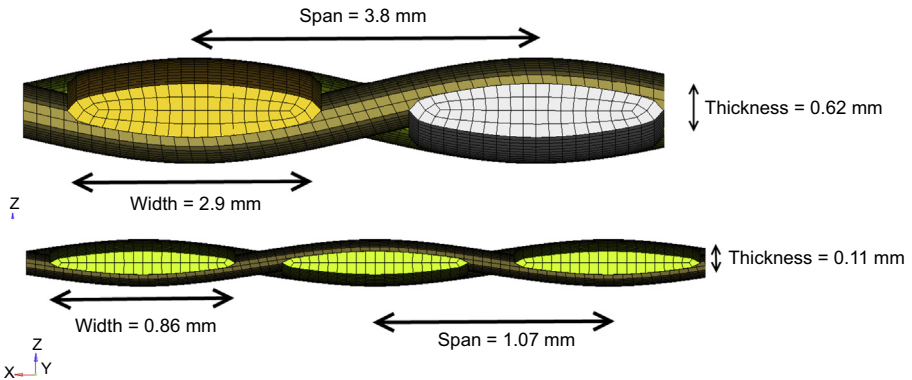 Span = 3.8 mm
Thickness = 0.62 mm
Width = 2.9 mm
Z
Thickness = 0.11 mm
Width = 0.86 mm
Span = 1.07 mm
Z
X Y